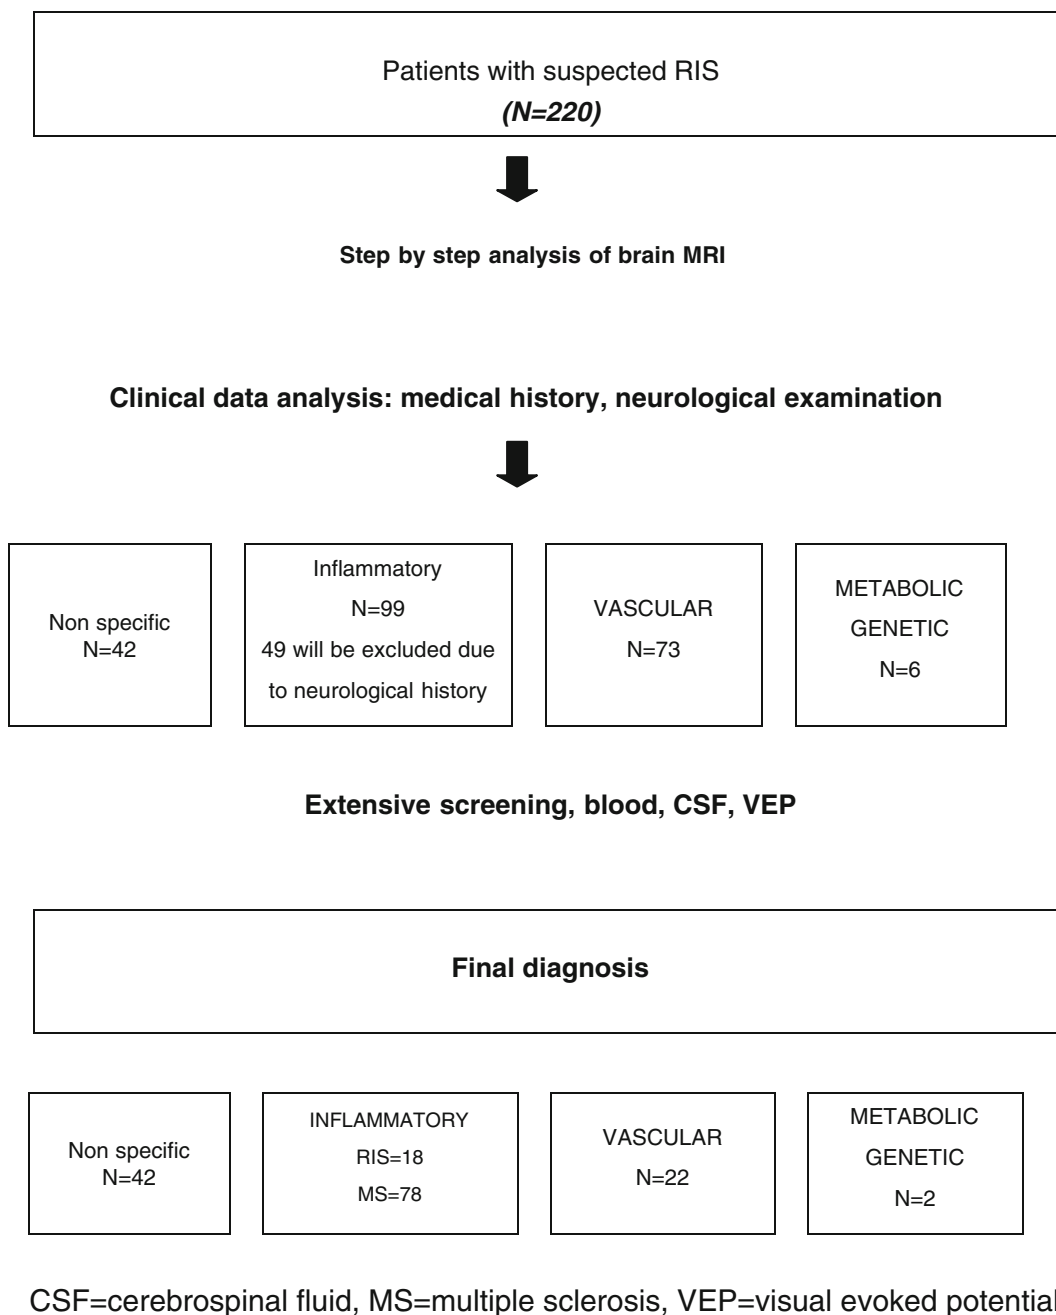 Patients with suspected RIS
(N=220)
Step by step analysis of brain MRI
Clinical data analysis: medical history, neurological examination
Non specific
N=42
Inflammatory
N=99
49 will be excluded due
to neurological history
VASCULAR
N=73
METABOLIC
GENETIC
N=6
Extensive screening, blood, CSF, VEP
Final diagnosis
Non specific
N=42
INFLAMMATORY
RIS=18
MS=78
VASCULAR
N=22
METABOLIC
GENETIC
N=2
CSF=cerebrospinal fluid, MS=multiple sclerosis, VEP=visual evoked potential